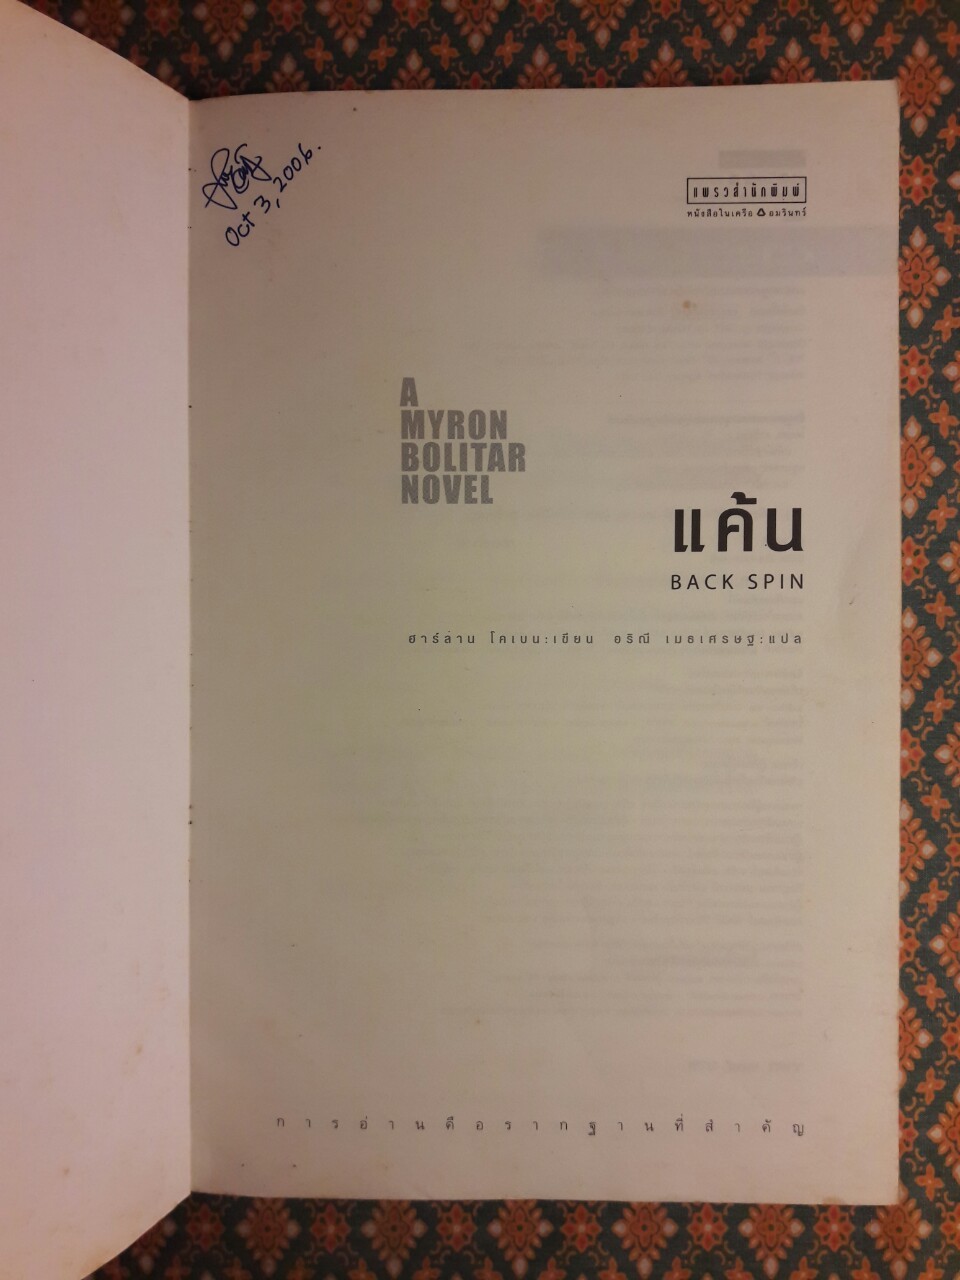 Oct 3, 2006.
แพรวสำนักพิมพ์
หนังสือในเครือ อมรินทร์
A
MYRON
BOLITAR
NOVEL
แค้น
BACK SPIN
ฮาร์ลาน โคเบน:เขียน อริณี เมธเศรษฐ:แปล
การอ่านคือรากฐานที่สำคัญ